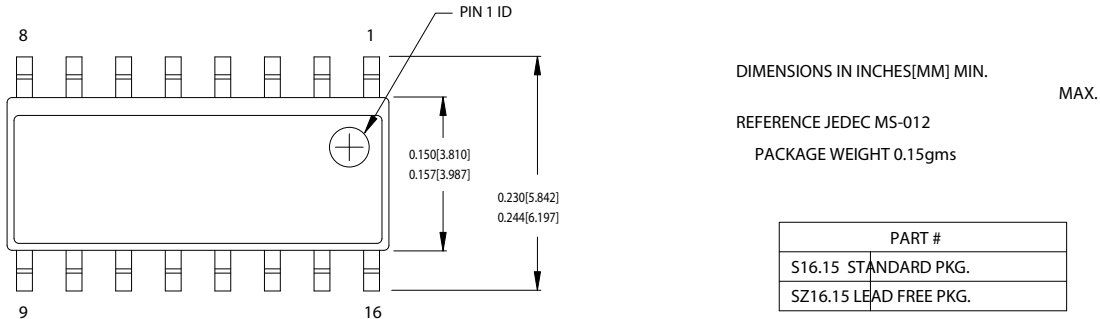 PIN 1 ID
8
1
DIMENSIONS IN INCHES[MM] MIN.
MAX.
REFERENCE JEDEC MS-012
PACKAGE WEIGHT 0.15gms
0.150[3.810]
0.157[3.987]
0.230[5.842]
0.244[6.197]
PART #
S16.15 STANDARD PKG.
SZ16.15 LEAD FREE PKG.
9
16